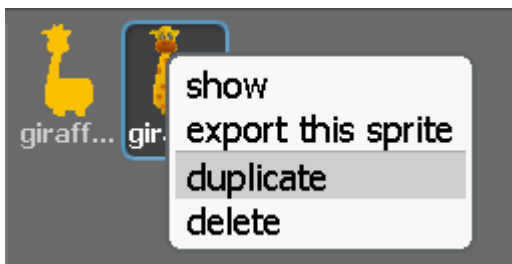 giraff...
gir
show
export this sprite
duplicate
delete